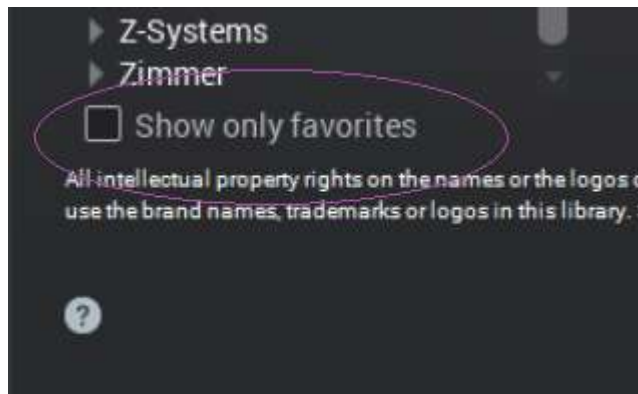 Z-Systems
Zimmer
Show only favorites
All intellectual property rights on the names or the logos
use the brand names, trademarks or logos in this library.
?